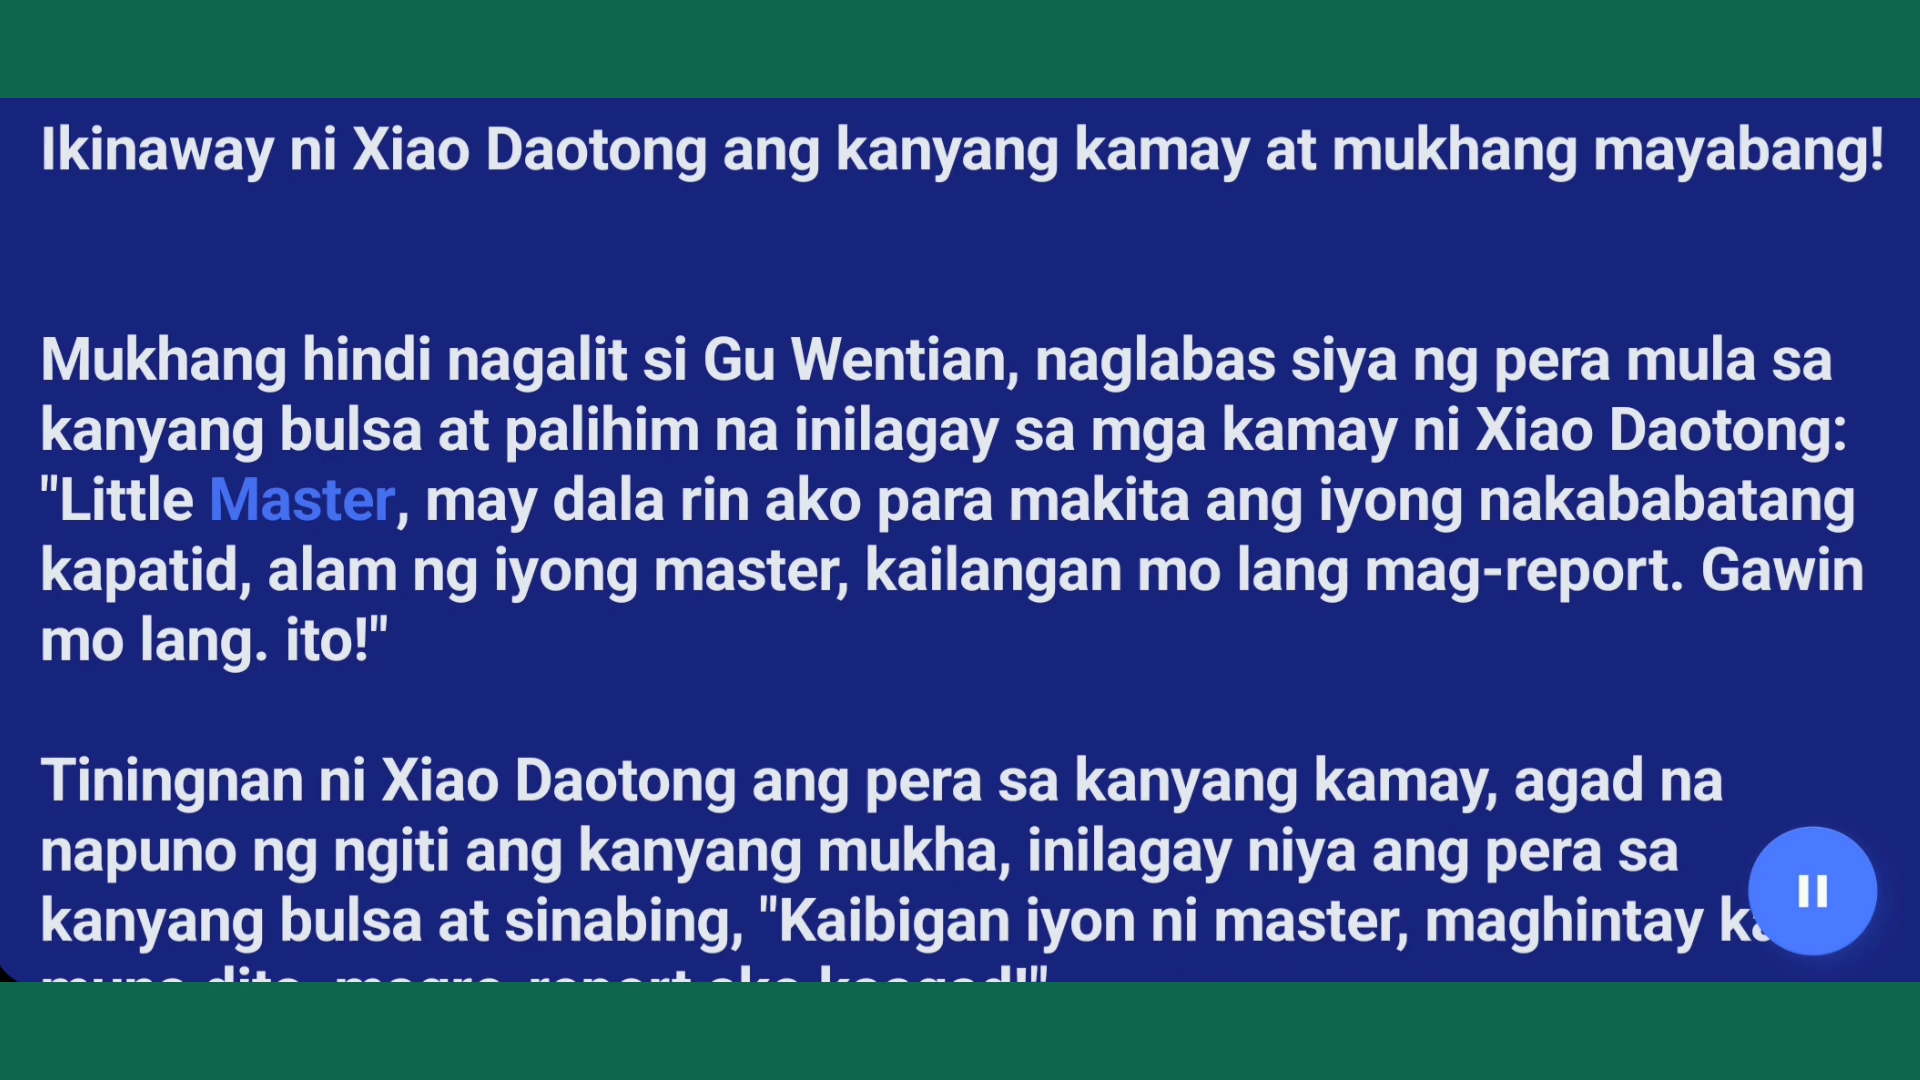 Ikinaway ni Xiao Daotong ang kanyang kamay at mukhang mayabang!
Mukhang hindi nagalit si Gu Wentian, naglabas siya ng pera mula sa
kanyang bulsa at palihim na inilagay sa mga kamay ni Xiao Daotong:
"Little Master, may dala rin ako para makita ang iyong nakababatang
kapatid, alam ng iyong master, kailangan mo lang mag-report. Gawin
mo lang. ito!"
Tiningnan ni Xiao Daotong ang pera sa kanyang kamay, agad na
napuno ng ngiti ang kanyang mukha, inilagay niya ang pera sa
kanyang bulsa at sinabing, "Kaibigan iyon ni master, maghintay